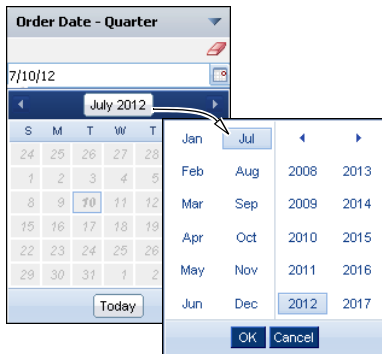 Order Date - Quarter
7/10/12
July 2012
S M T W T
24 25 26 27 28
1 2 3 4 5
8 9 10 11 12
15 16 17 18 19
22 23 24 25 26
29 30 31 1 2
Today
Jan Jul
Feb Aug 2008 2013
Mar Sep 2009 2014
Apr Oct 2010 2015
May Nov 2011 2016
Jun Dec 2012 2017
OK Cancel